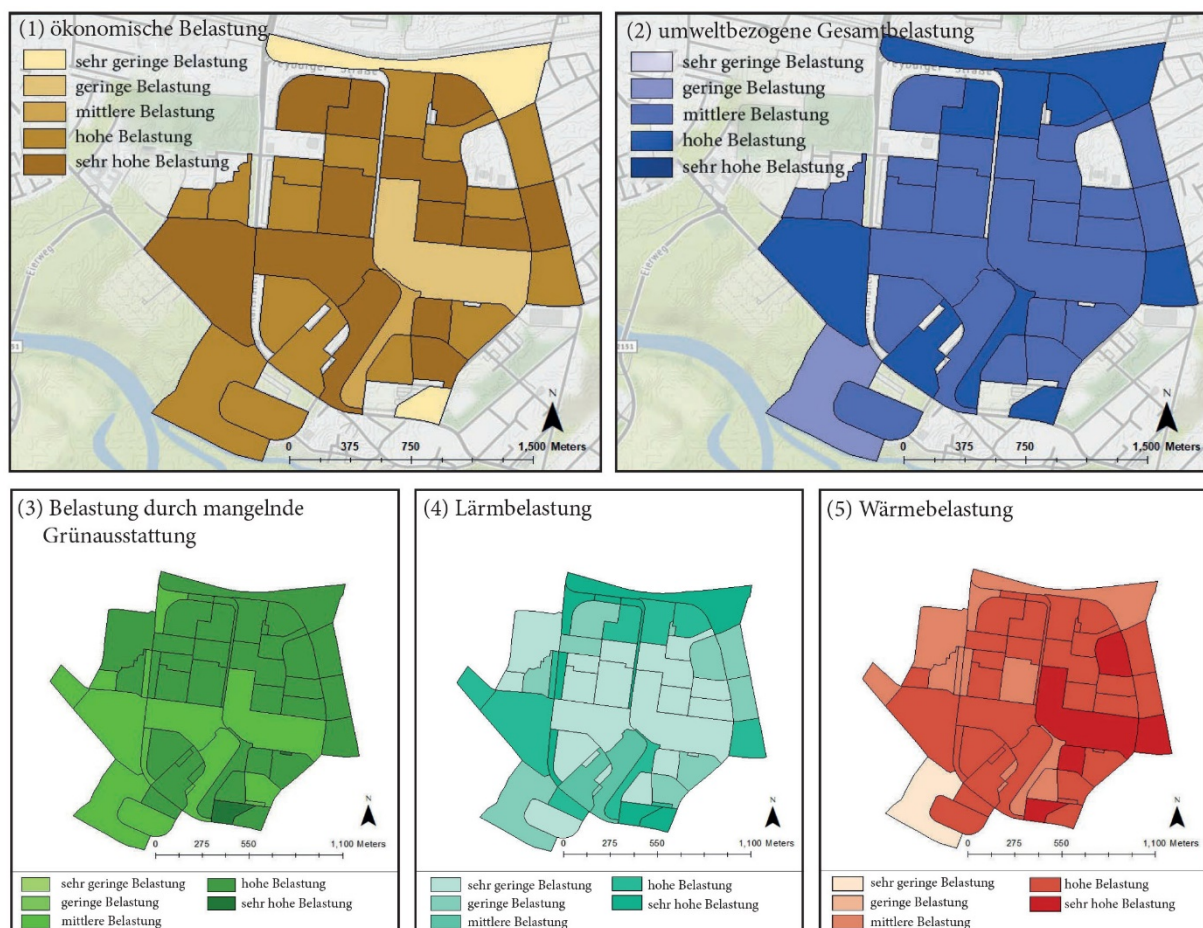 (1) ökonomische Belastung
sehr geringe Belastung
geringe Belastung
mittlere Belastung
hohe Belastung
sehr hohe Belastung
Straße
Eierweg
N
0 375 750 1,500 Meters
(2) umweltbezogene Gesamtbelastung
sehr geringe Belastung
geringe Belastung
mittlere Belastung
hohe Belastung
sehr hohe Belastung
Straße
Eierweg
N
0 375 750 1,500 Meters
(3) Belastung durch mangelnde
Grünausstattung
N
0 275 550 1,100 Meters
sehr geringe Belastung
geringe Belastung
mittlere Belastung
hohe Belastung
sehr hohe Belastung
(4) Lärmbelastung
N
0 275 550 1,100 Meters
sehr geringe Belastung
geringe Belastung
mittlere Belastung
hohe Belastung
sehr hohe Belastung
(5) Wärmebelastung
N
0 275 550 1,100 Meters
sehr geringe Belastung
geringe Belastung
mittlere Belastung
hohe Belastung
sehr hohe Belastung